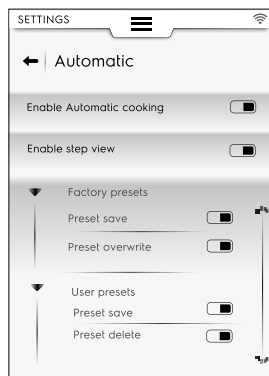 SETTINGS
Automatic
Enable Automatic cooking
Enable step view
Factory presets
Preset save
Preset overwrite
User presets
Preset save
Preset delete